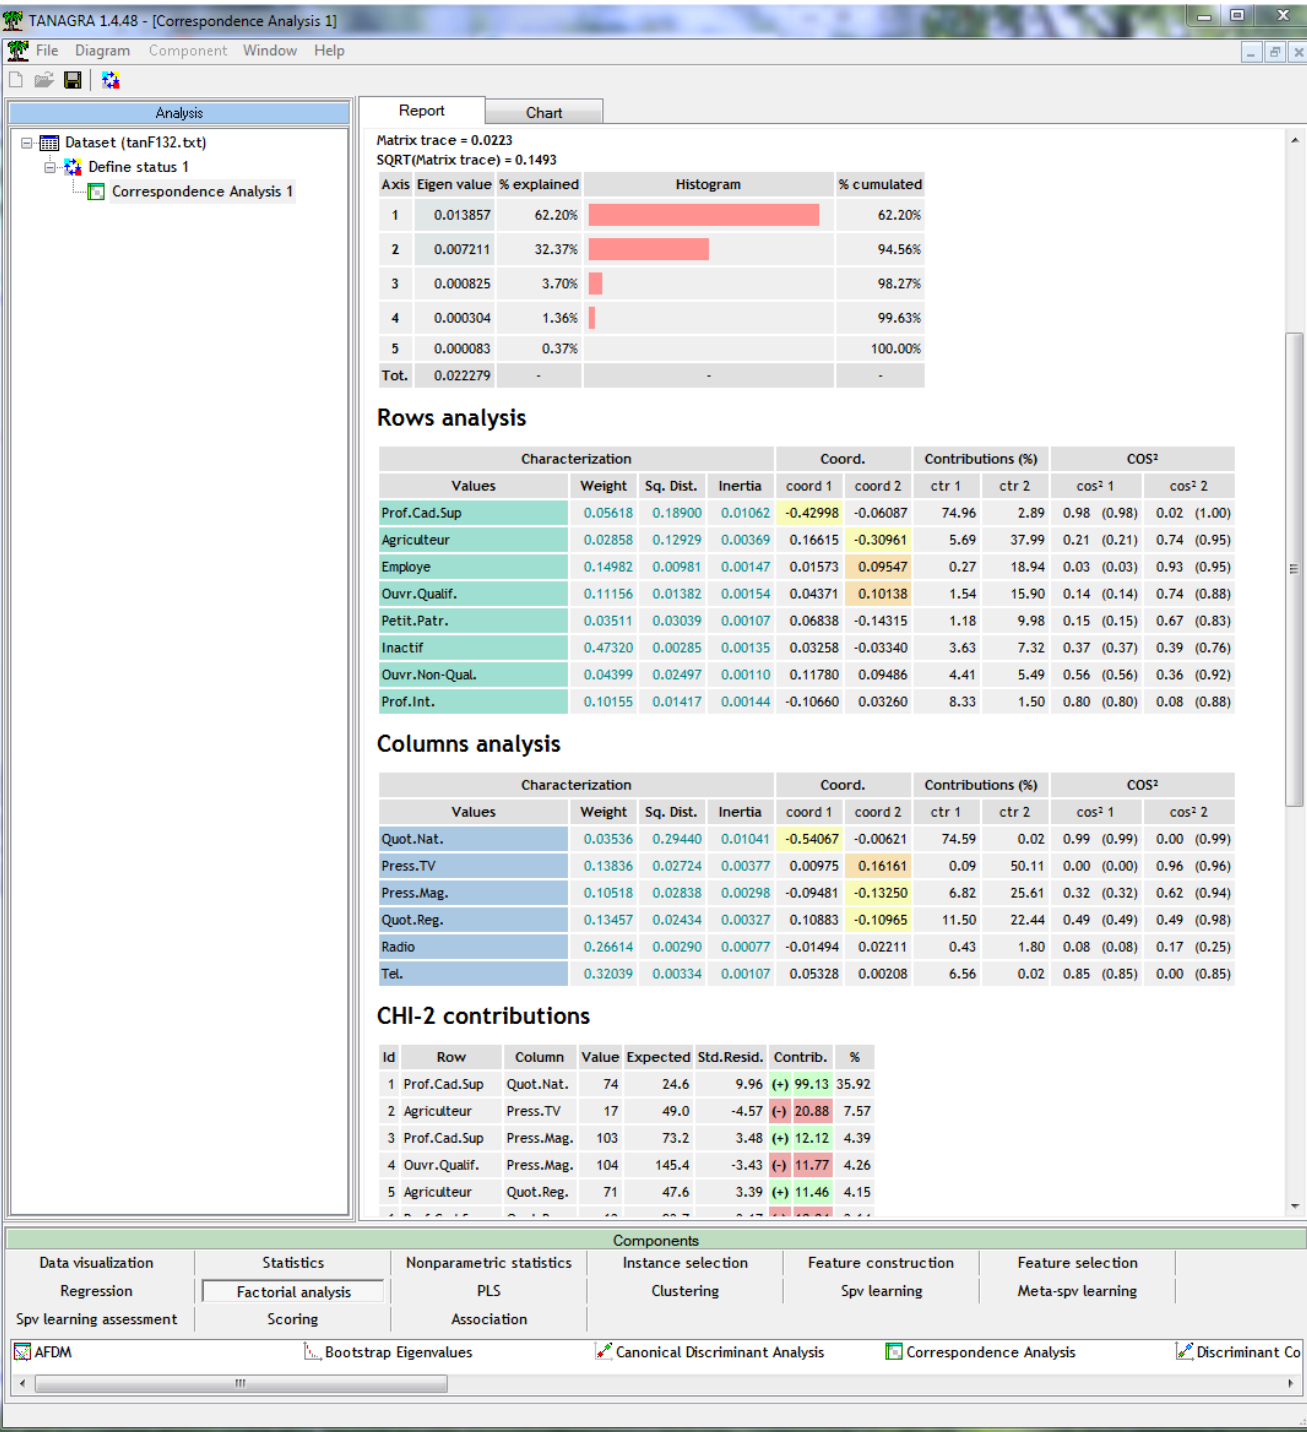 TANAGRA 1.4.48 - [Correspondence Analysis 1]
File Diagram Component Window Help
Analysis
Dataset (tanF132.txt)
Define status 1
Correspondence Analysis 1
Report Chart
Matrix trace = 0.0223
SQRT(Matrix trace) = 0.1493
Axis Eigen value % explained Histogram % cumulated
1 0.013857 62.20% 62.20%
2 0.007211 32.37% 94.56%
3 0.000825 3.70% 98.27%
4 0.000304 1.36% 99.63%
5 0.000083 0.37% 100.00%
Tot. 0.022279 - - -
Rows analysis
Characterization Coord. Contributions (%) COS²
Values Weight Sq. Dist. Inertia coord 1 coord 2 ctr 1 ctr 2 cos² 1 cos² 2
Prof.Cad.Sup 0.05618 0.18900 0.01062 -0.42998 -0.06087 74.96 2.89 0.98 (0.98) 0.02 (1.00)
Agriculteur 0.02858 0.12929 0.00369 0.16615 -0.30961 5.69 37.99 0.21 (0.21) 0.74 (0.95)
Employe 0.14982 0.00981 0.00147 0.01573 0.09547 0.27 18.94 0.03 (0.03) 0.93 (0.95)
Ouvr.Qualif. 0.11156 0.01382 0.00154 0.04371 0.10138 1.54 15.90 0.14 (0.14) 0.74 (0.88)
Petit.Patr. 0.03511 0.03039 0.00107 0.06838 -0.14315 1.18 9.98 0.15 (0.15) 0.67 (0.83)
Inactif 0.47320 0.00285 0.00135 0.03258 -0.03340 3.63 7.32 0.37 (0.37) 0.39 (0.76)
Ouvr.Non-Qual. 0.04399 0.02497 0.00110 0.11780 0.09486 4.41 5.49 0.56 (0.56) 0.36 (0.92)
Prof.Int. 0.10155 0.01417 0.00144 -0.10660 0.03260 8.33 1.50 0.80 (0.80) 0.08 (0.88)
Columns analysis
Characterization Coord. Contributions (%) COS²
Values Weight Sq. Dist. Inertia coord 1 coord 2 ctr 1 ctr 2 cos² 1 cos² 2
Quot.Nat. 0.03536 0.29440 0.01041 -0.54067 -0.00621 74.59 0.02 0.99 (0.99) 0.00 (0.99)
Press.TV 0.13836 0.02724 0.00377 0.00975 0.16161 0.09 50.11 0.00 (0.00) 0.96 (0.96)
Press.Mag. 0.10518 0.02838 0.00298 -0.09481 -0.13250 6.82 25.61 0.32 (0.32) 0.62 (0.94)
Quot.Reg. 0.13457 0.02434 0.00327 0.10883 -0.10965 11.50 22.44 0.49 (0.49) 0.49 (0.98)
Radio 0.26614 0.00290 0.00077 -0.01494 0.02211 0.43 1.80 0.08 (0.08) 0.17 (0.25)
Tel. 0.32039 0.00334 0.00107 0.05328 0.00208 6.56 0.02 0.85 (0.85) 0.00 (0.85)
CHI-2 contributions
Id Row Column Value Expected Std.Resid. Contrib. %
1 Prof.Cad.Sup Quot.Nat. 74 24.6 9.96 (+) 99.13 35.92
2 Agriculteur Press.TV 17 49.0 -4.57 (-) 20.88 7.57
3 Prof.Cad.Sup Press.Mag. 103 73.2 3.48 (+) 12.12 4.39
4 Ouvr.Qualif. Press.Mag. 104 145.4 -3.43 (-) 11.77 4.26
5 Agriculteur Quot.Reg. 71 47.6 3.39 (+) 11.46 4.15
Components
Data visualization Statistics Nonparametric statistics Instance selection Feature construction Feature selection
Regression Factorial analysis PLS Clustering Spv learning Meta-spv learning
Spv learning assessment Scoring Association
AFDM Bootstrap Eigenvalues Canonical Discriminant Analysis Correspondence Analysis Discriminant Co